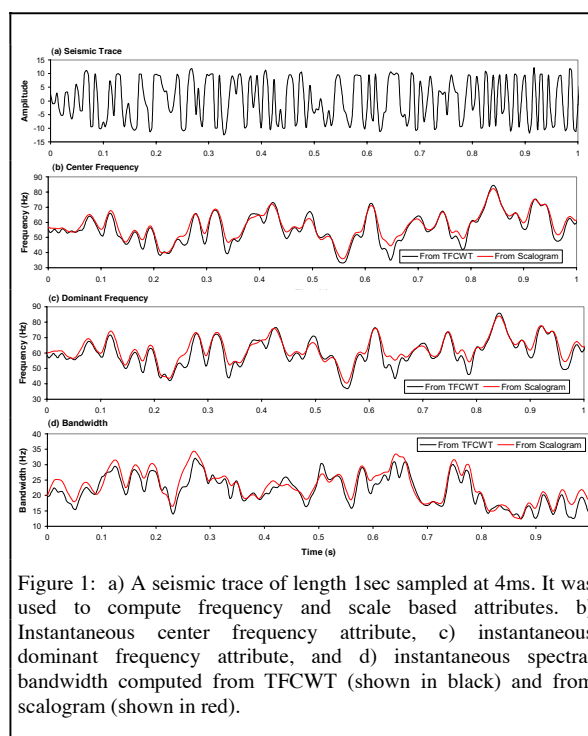 (a) Seismic Trace
15
10
5
0
-5
-10
-15
Amplitude
0 0.1 0.2 0.3 0.4 0.5 0.6 0.7 0.8 0.9 1
(b) Center Frequency
90
80
70
60
50
40
30
Frequency (Hz)
From TFCWT From Scalogram
0 0.1 0.2 0.3 0.4 0.5 0.6 0.7 0.8 0.9 1
(c) Dominant Frequency
90
80
70
60
50
40
30
Frequency (Hz)
From TFCWT From Scalogram
0 0.1 0.2 0.3 0.4 0.5 0.6 0.7 0.8 0.9 1
(d) Bandwidth
40
35
30
25
20
15
10
Bandwidth (Hz)
From TFCWT From Scalogram
0 0.1 0.2 0.3 0.4 0.5 0.6 0.7 0.8 0.9
Time (s)
Figure 1: a) A seismic trace of length 1sec sampled at 4ms. It was
used to compute frequency and scale based attributes. b)
Instantaneous center frequency attribute, c) instantaneous
dominant frequency attribute, and d) instantaneous spectral
bandwidth computed from TFCWT (shown in black) and from
scalogram (shown in red).